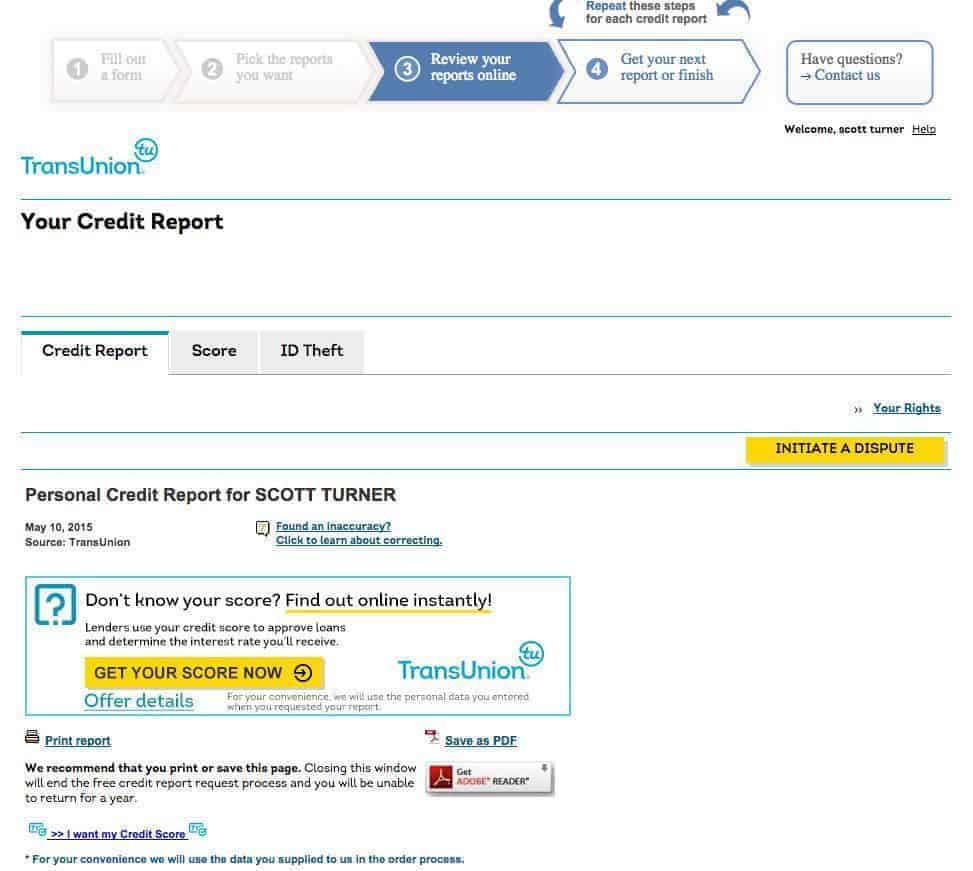 Repeat these steps
for each credit report
1 Fill out
a form
2 Pick the reports
you want
3 Review your
reports online
4 Get your next
report or finish
Have questions?
→ Contact us
Welcome, scott turner Help
TransUnion tu
Your Credit Report
Credit Report Score ID Theft
›› Your Rights
INITIATE A DISPUTE
Personal Credit Report for SCOTT TURNER
May 10, 2015
Source: TransUnion
Found an inaccuracy?
Click to learn about correcting.
Don't know your score? Find out online instantly!
Lenders use your credit score to approve loans
and determine the interest rate you'll receive.
GET YOUR SCORE NOW
TransUnion tu
Offer details
For your convenience, we will use the personal data you entered
when you requested your report.
Print report
Save as PDF
We recommend that you print or save this page. Closing this window
will end the free credit report request process and you will be unable
to return for a year.
Get
ADOBE® READER®
>> I want my Credit Score
* For your convenience we will use the data you supplied to us in the order process.